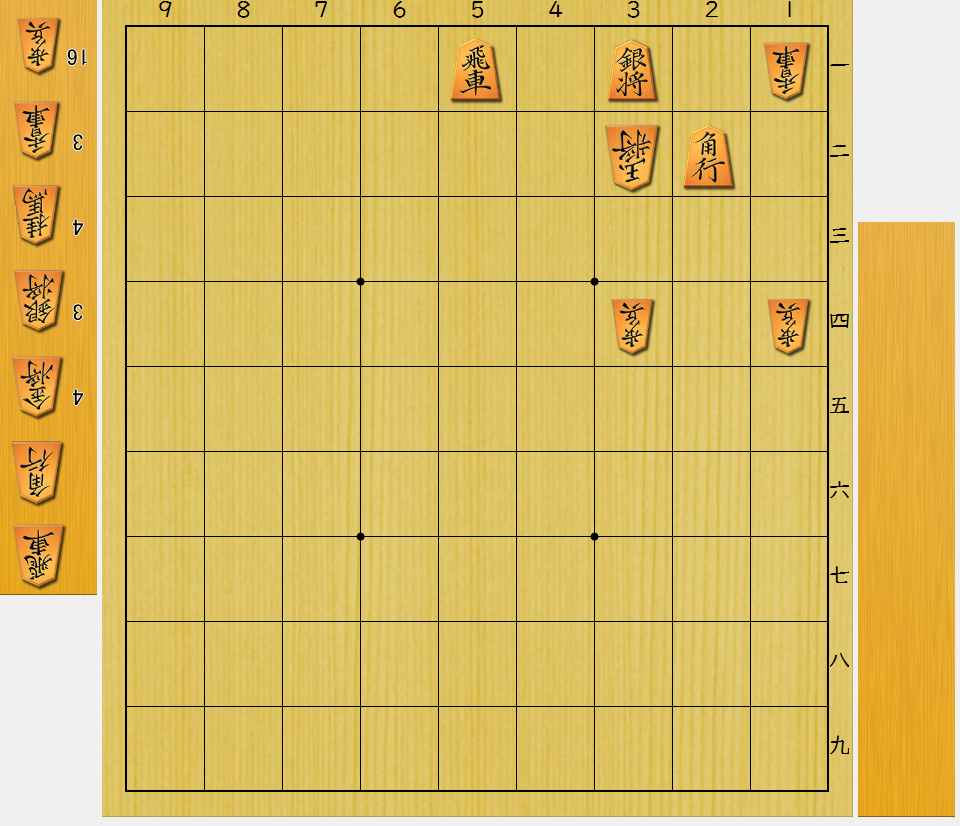 9 8 7 6 5 4 3 2 1
飛車 銀将 香車 一
玉将 角行 二
三
歩兵 歩兵 四
五
六
七
八
九
歩兵 16
香車 3
桂馬 4
銀将 3
金将 4
角行
飛車